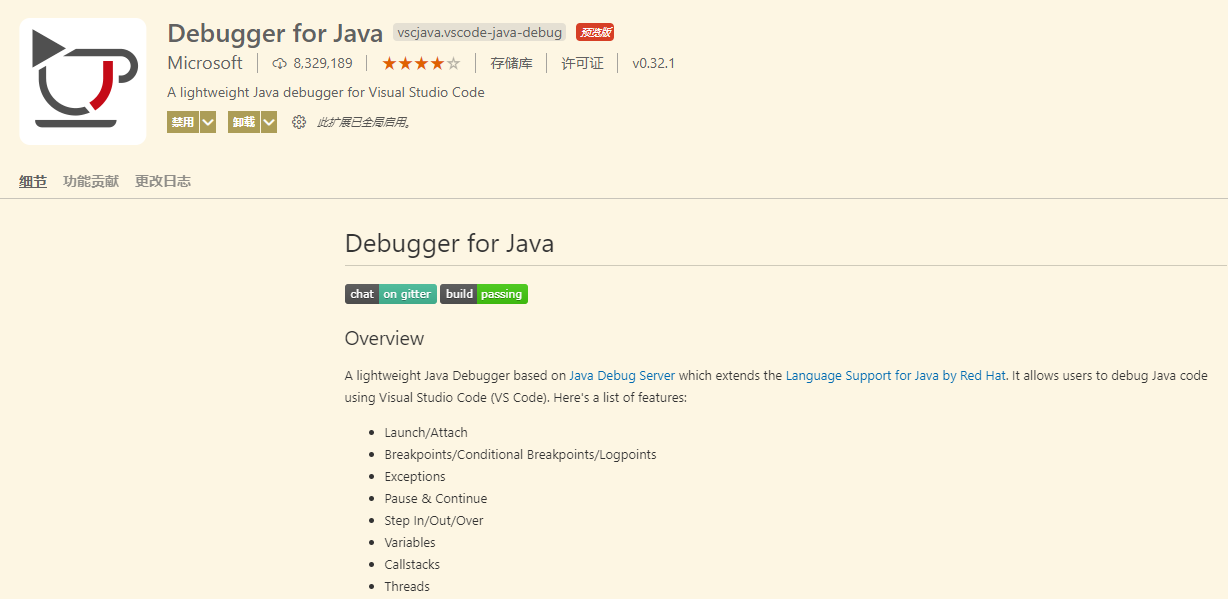 Debugger for Java vscjava.vscode-java-debug 预览版
Microsoft 8,329,189 存储库 许可证 v0.32.1
A lightweight Java debugger for Visual Studio Code
禁用 卸载 此扩展已全局启用。
细节 功能贡献 更改日志
Debugger for Java
chat on gitter build passing
Overview
A lightweight Java Debugger based on Java Debug Server which extends the Language Support for Java by Red Hat. It allows users to debug Java code
using Visual Studio Code (VS Code). Here's a list of features:
• Launch/Attach
• Breakpoints/Conditional Breakpoints/Logpoints
• Exceptions
• Pause & Continue
• Step In/Out/Over
• Variables
• Callstacks
• Threads